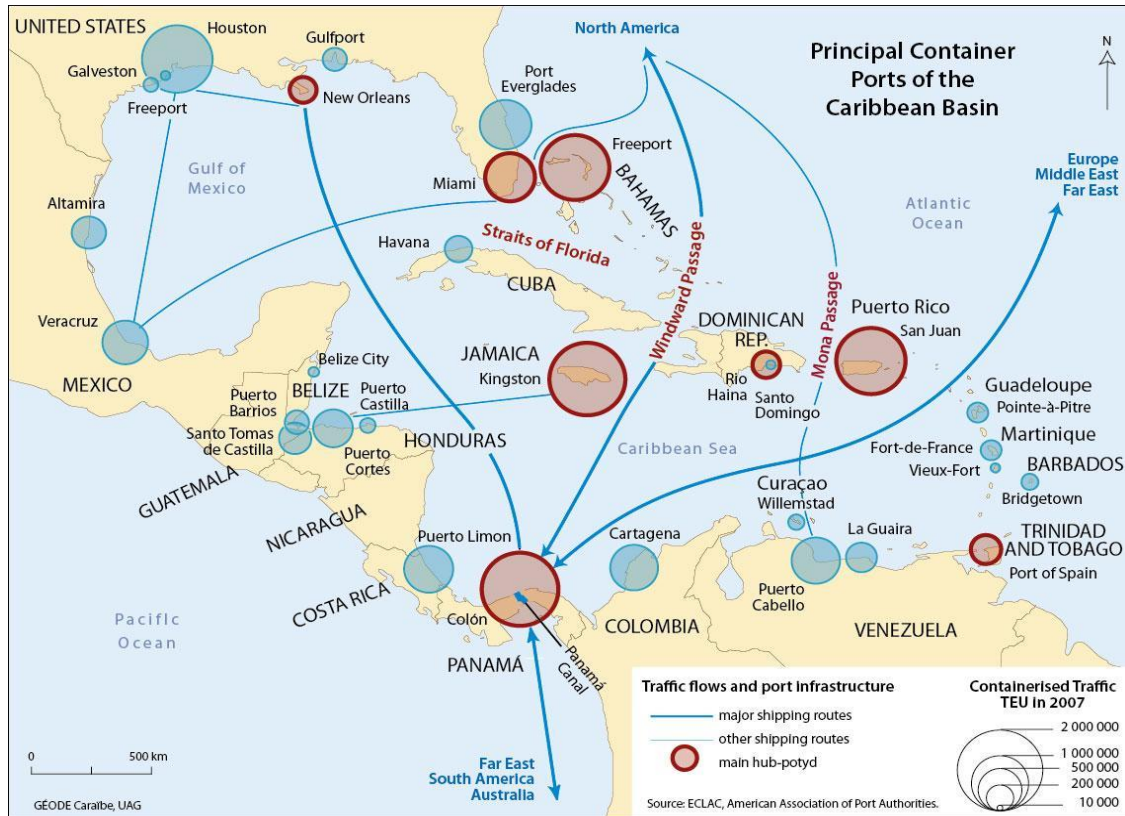 Principal Container
Ports of the
Caribbean Basin
N
UNITED STATES
Houston
Galveston
Freeport
Gulfport
New Orleans
North America
Port
Everglades
Freeport
Miami
BAHAMAS
Gulf of
Mexico
Europe
Middle East
Far East
Atlantic
Ocean
Altamira
Straits of Florida
Havana
CUBA
Windward Passage
Mona Passage
Veracruz
MEXICO
Belize City
BELIZE
Puerto
Barrios
Puerto
Castilla
Santo Tomas
de Castilla
Puerto
Cortes
HONDURAS
GUATEMALA
NICARAGUA
JAMAICA
Kingston
DOMINICAN
REP.
Rio
Haina
Santo
Domingo
Puerto Rico
San Juan
Caribbean Sea
Guadeloupe
Pointe-à-Pitre
Martinique
Fort-de-France
Vieux-Fort
BARBADOS
Bridgetown
Curaçao
Willemstad
La Guaira
TRINIDAD
AND TOBAGO
Port of Spain
Puerto
Cabello
Cartagena
Puerto Limon
COSTA RICA
Colón
PANAMÁ
Panamá
Canal
COLOMBIA
VENEZUELA
Pacific
Ocean
Far East
South America
Australia
0 500 km
GÉODE Caraïbe, UAG
Traffic flows and port infrastructure
major shipping routes
other shipping routes
main hub-potyd
Source: ECLAC, American Association of Port Authorities.
Containerised Traffic
TEU in 2007
2 000 000
1 000 000
500 000
200 000
10 000